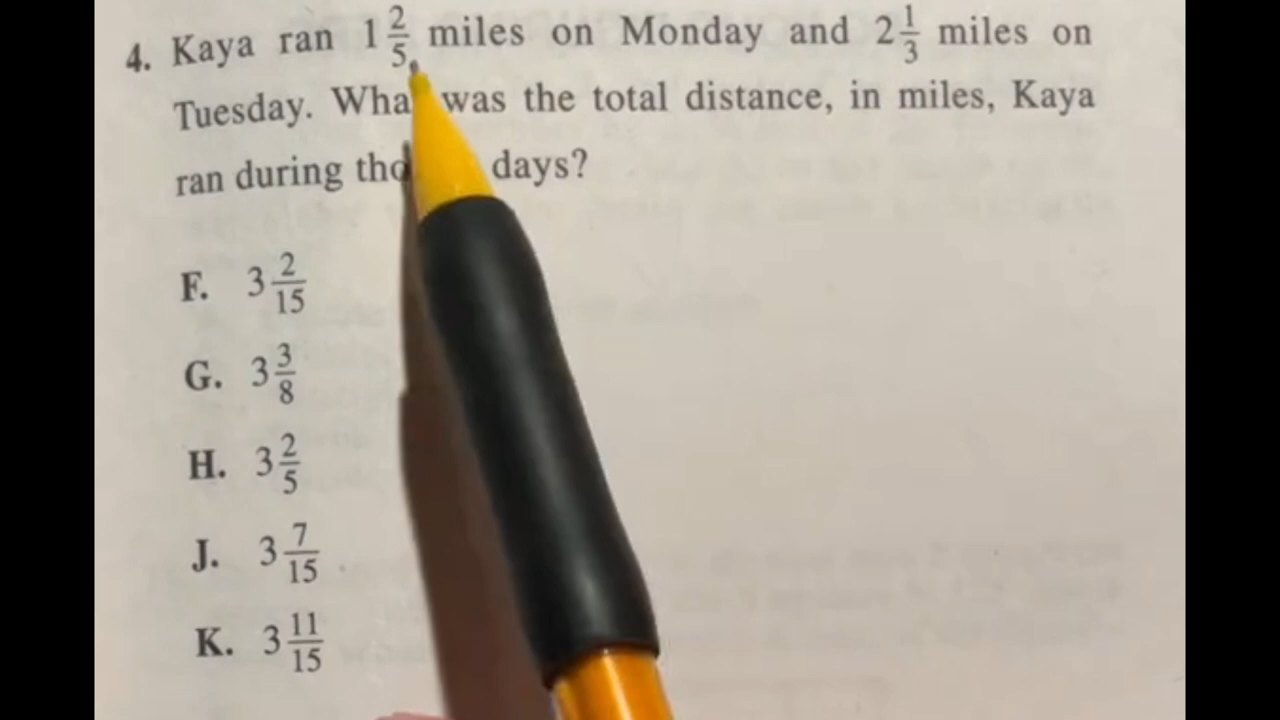 4. Kaya ran 1 2/5 miles on Monday and 2 1/3 miles on
Tuesday. Wha was the total distance, in miles, Kaya
ran during tho days?
F. 3 2/15
G. 3 3/8
H. 3 2/5
J. 3 7/15
K. 3 11/15